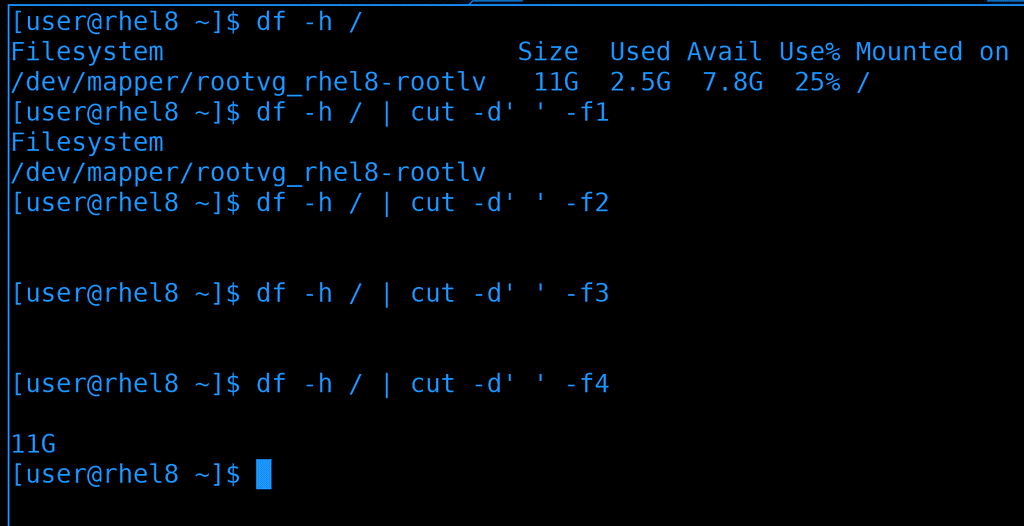 [user@rhel8 ~]$ df -h /
Filesystem                       Size  Used Avail Use% Mounted on
/dev/mapper/rootvg_rhel8-rootlv   11G  2.5G  7.8G  25% /
[user@rhel8 ~]$ df -h / | cut -d' ' -f1
Filesystem
/dev/mapper/rootvg_rhel8-rootlv
[user@rhel8 ~]$ df -h / | cut -d' ' -f2
[user@rhel8 ~]$ df -h / | cut -d' ' -f3
[user@rhel8 ~]$ df -h / | cut -d' ' -f4
11G
[user@rhel8 ~]$